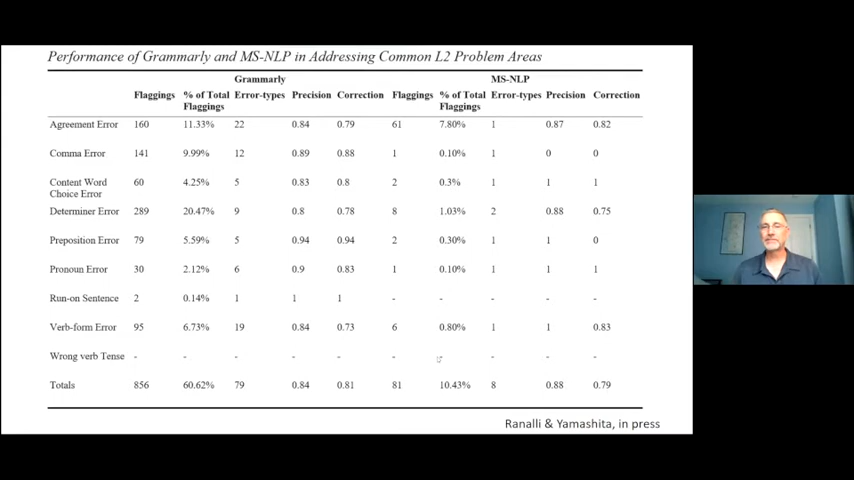 Performance of Grammarly and MS-NLP in Addressing Common L2 Problem Areas
Grammarly MS-NLP
Flaggings % of Total Flaggings Error-types Precision Correction Flaggings % of Total Flaggings Error-types Precision Correction
Agreement Error 160 11.33% 22 0.84 0.79 61 7.80% 1 0.87 0.82
Comma Error 141 9.99% 12 0.89 0.88 1 0.10% 1 0 0
Content Word Choice Error 60 4.25% 5 0.83 0.8 2 0.3% 1 1 1
Determiner Error 289 20.47% 9 0.8 0.78 8 1.03% 2 0.88 0.75
Preposition Error 79 5.59% 5 0.94 0.94 2 0.30% 1 1 0
Pronoun Error 30 2.12% 6 0.9 0.83 1 0.10% 1 1 1
Run-on Sentence 2 0.14% 1 1 1 - - - - -
Verb-form Error 95 6.73% 19 0.84 0.73 6 0.80% 1 1 0.83
Wrong verb Tense - - - - - - - - - -
Totals 856 60.62% 79 0.84 0.81 81 10.43% 8 0.88 0.79
Ranalli & Yamashita, in press